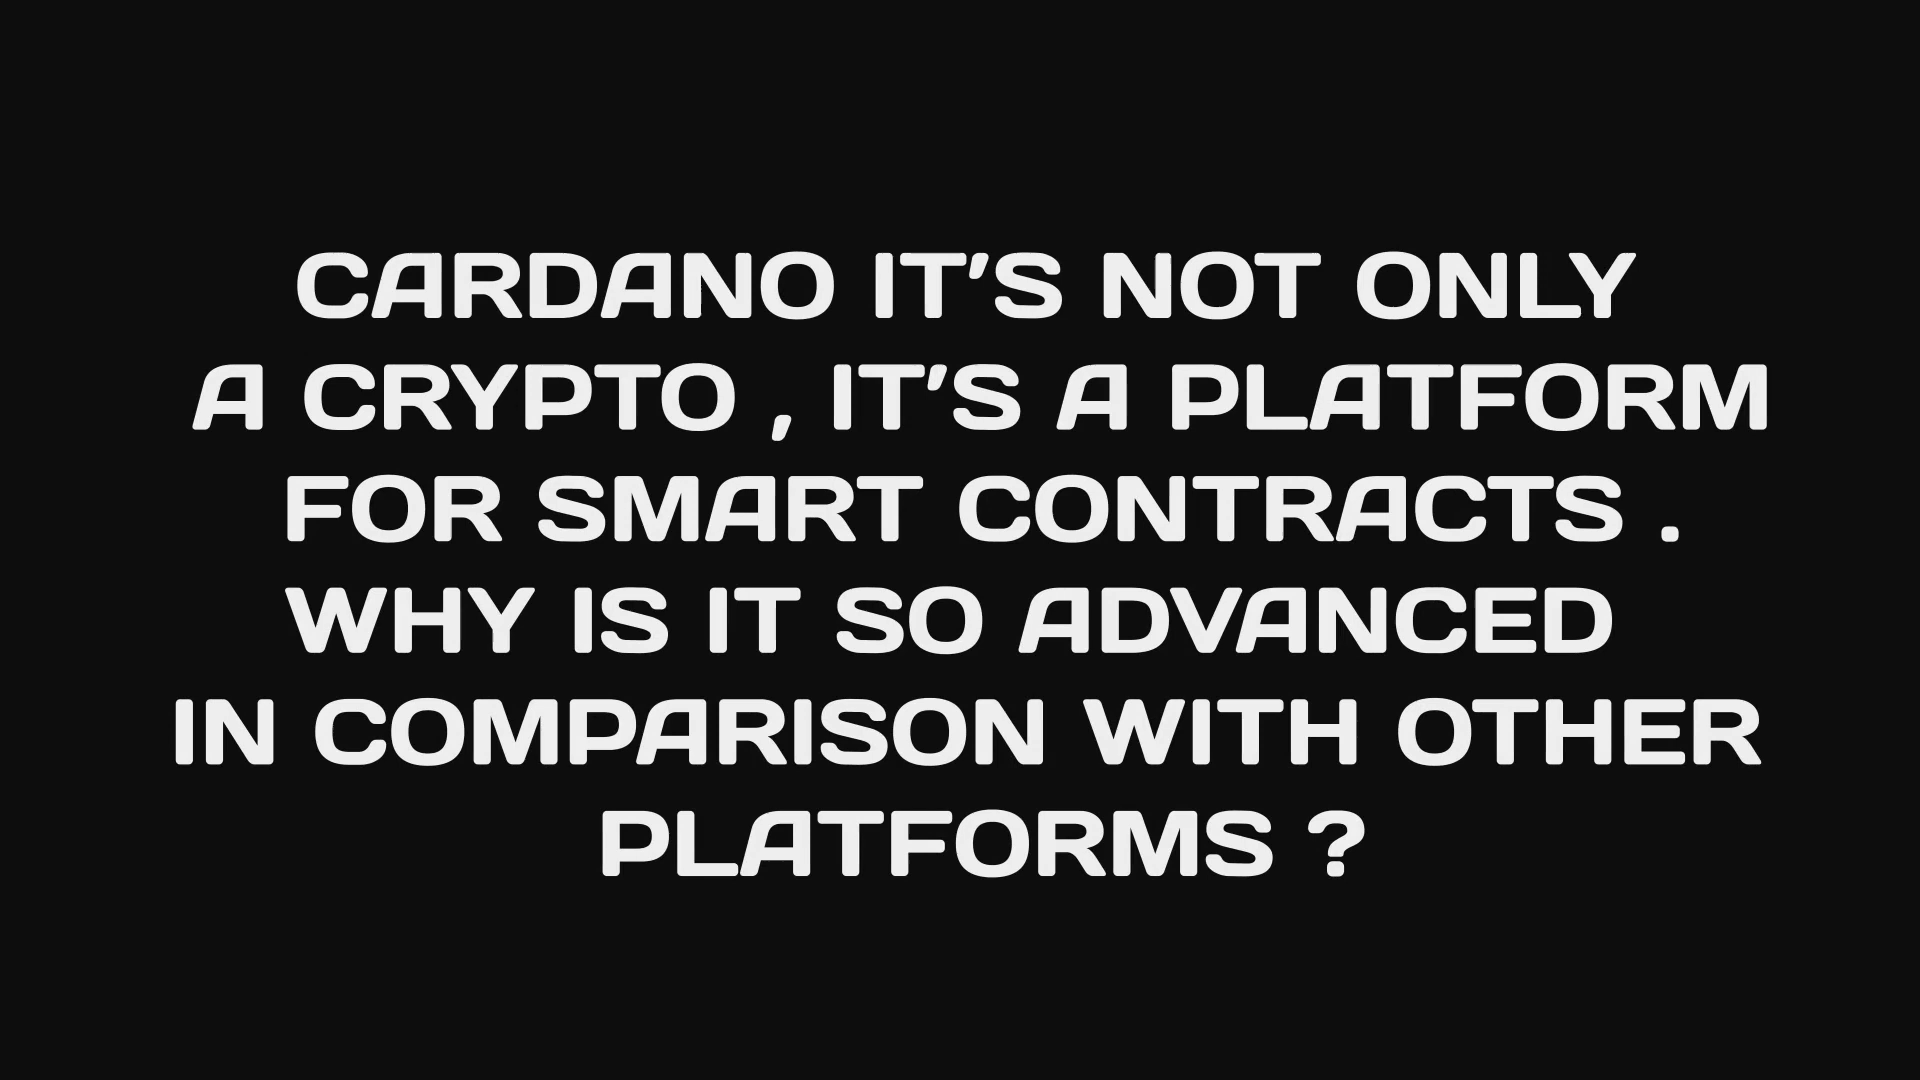 CARDANO IT'S NOT ONLY
A CRYPTO , IT'S A PLATFORM
FOR SMART CONTRACTS .
WHY IS IT SO ADVANCED
IN COMPARISON WITH OTHER
PLATFORMS ?